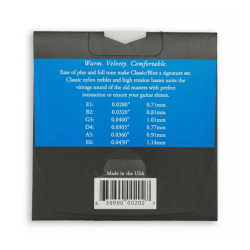 Warm. Velvety. Comfortable.
Ease of play and full tone make Classic/Blue a signature set.
Classic nylon trebles and high tension basses unite the
vintage sound of the old masters with perfect
intonation to ensure your guitar shines.
E1: 0.0280" 0.71mm
B2: 0.0320" 0.81mm
G3: 0.0400" 1.01mm
D4: 0.0305" 0.77mm
A5: 0.0360" 0.91mm
E6: 0.0450" 1.14mm
Made in the USA